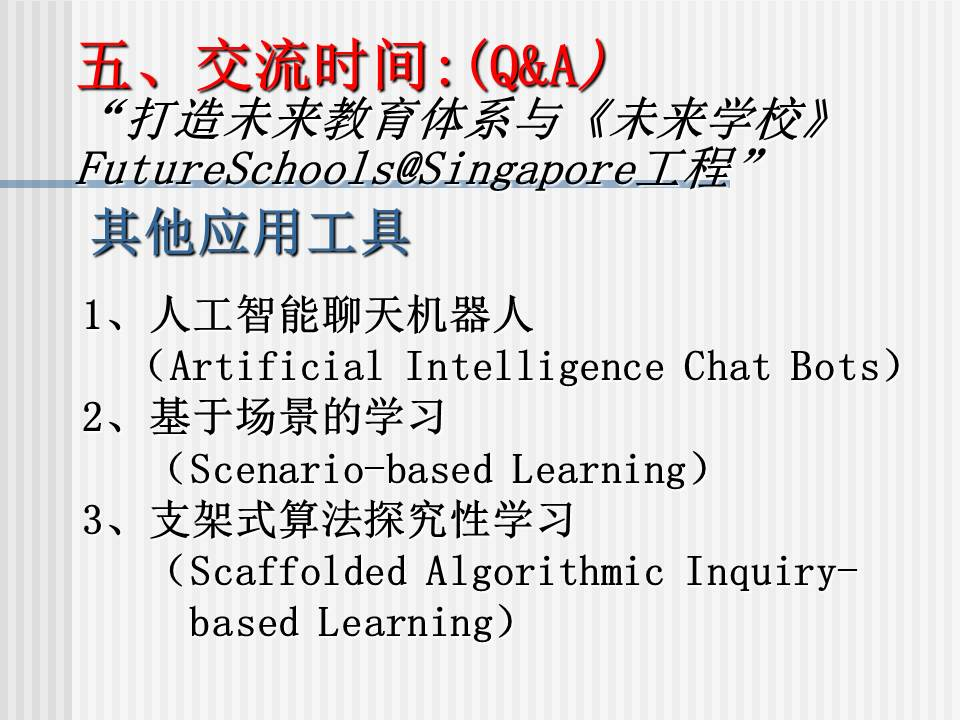 五、交流时间:(Q&A)
“打造未来教育体系与《未来学校》
FutureSchools@Singapore工程”
其他应用工具
1、人工智能聊天机器人
（Artificial Intelligence Chat Bots）
2、基于场景的学习
（Scenario-based Learning）
3、支架式算法探究性学习
（Scaffolded Algorithmic Inquiry-
based Learning）